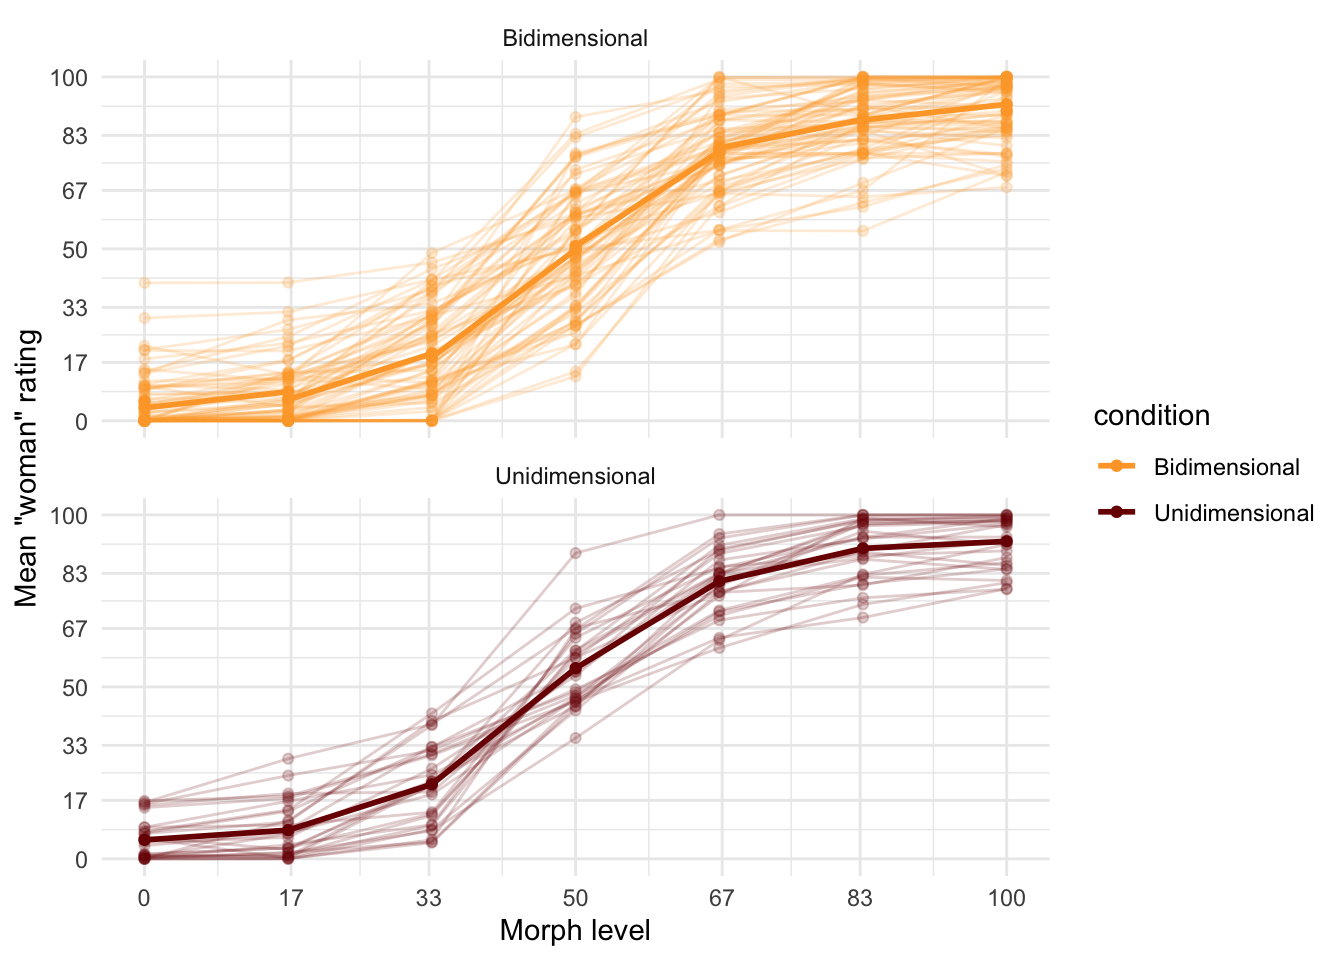 Bidimensional
100
83
67
50
33
17
0
Unidimensional
100
83
67
50
33
17
0
0 17 33 50 67 83 100
Morph level
Mean "woman" rating
condition
Bidimensional
Unidimensional